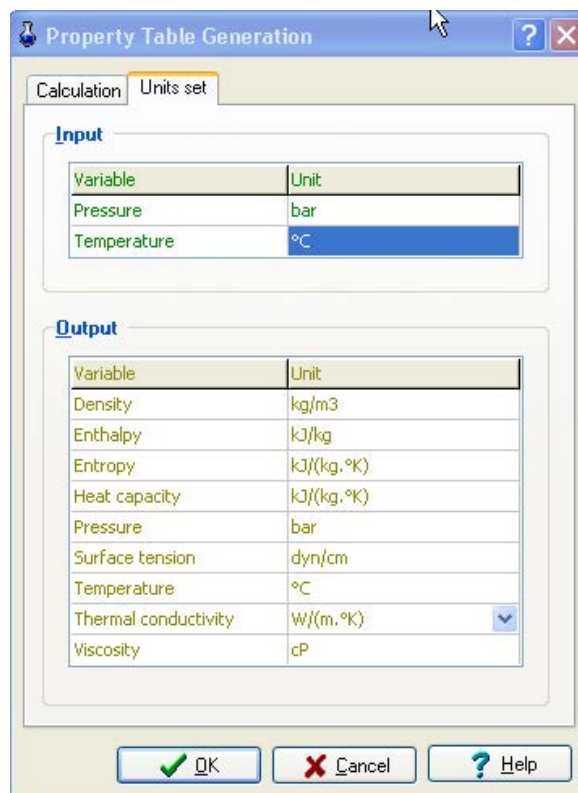 Property Table Generation
Calculation Units set
Input
Variable Unit
Pressure bar
Temperature °C
Output
Variable Unit
Density kg/m3
Enthalpy kJ/kg
Entropy kJ/(kg.°K)
Heat capacity kJ/(kg.°K)
Pressure bar
Surface tension dyn/cm
Temperature °C
Thermal conductivity W/(m.°K)
Viscosity cP
OK Cancel ? Help